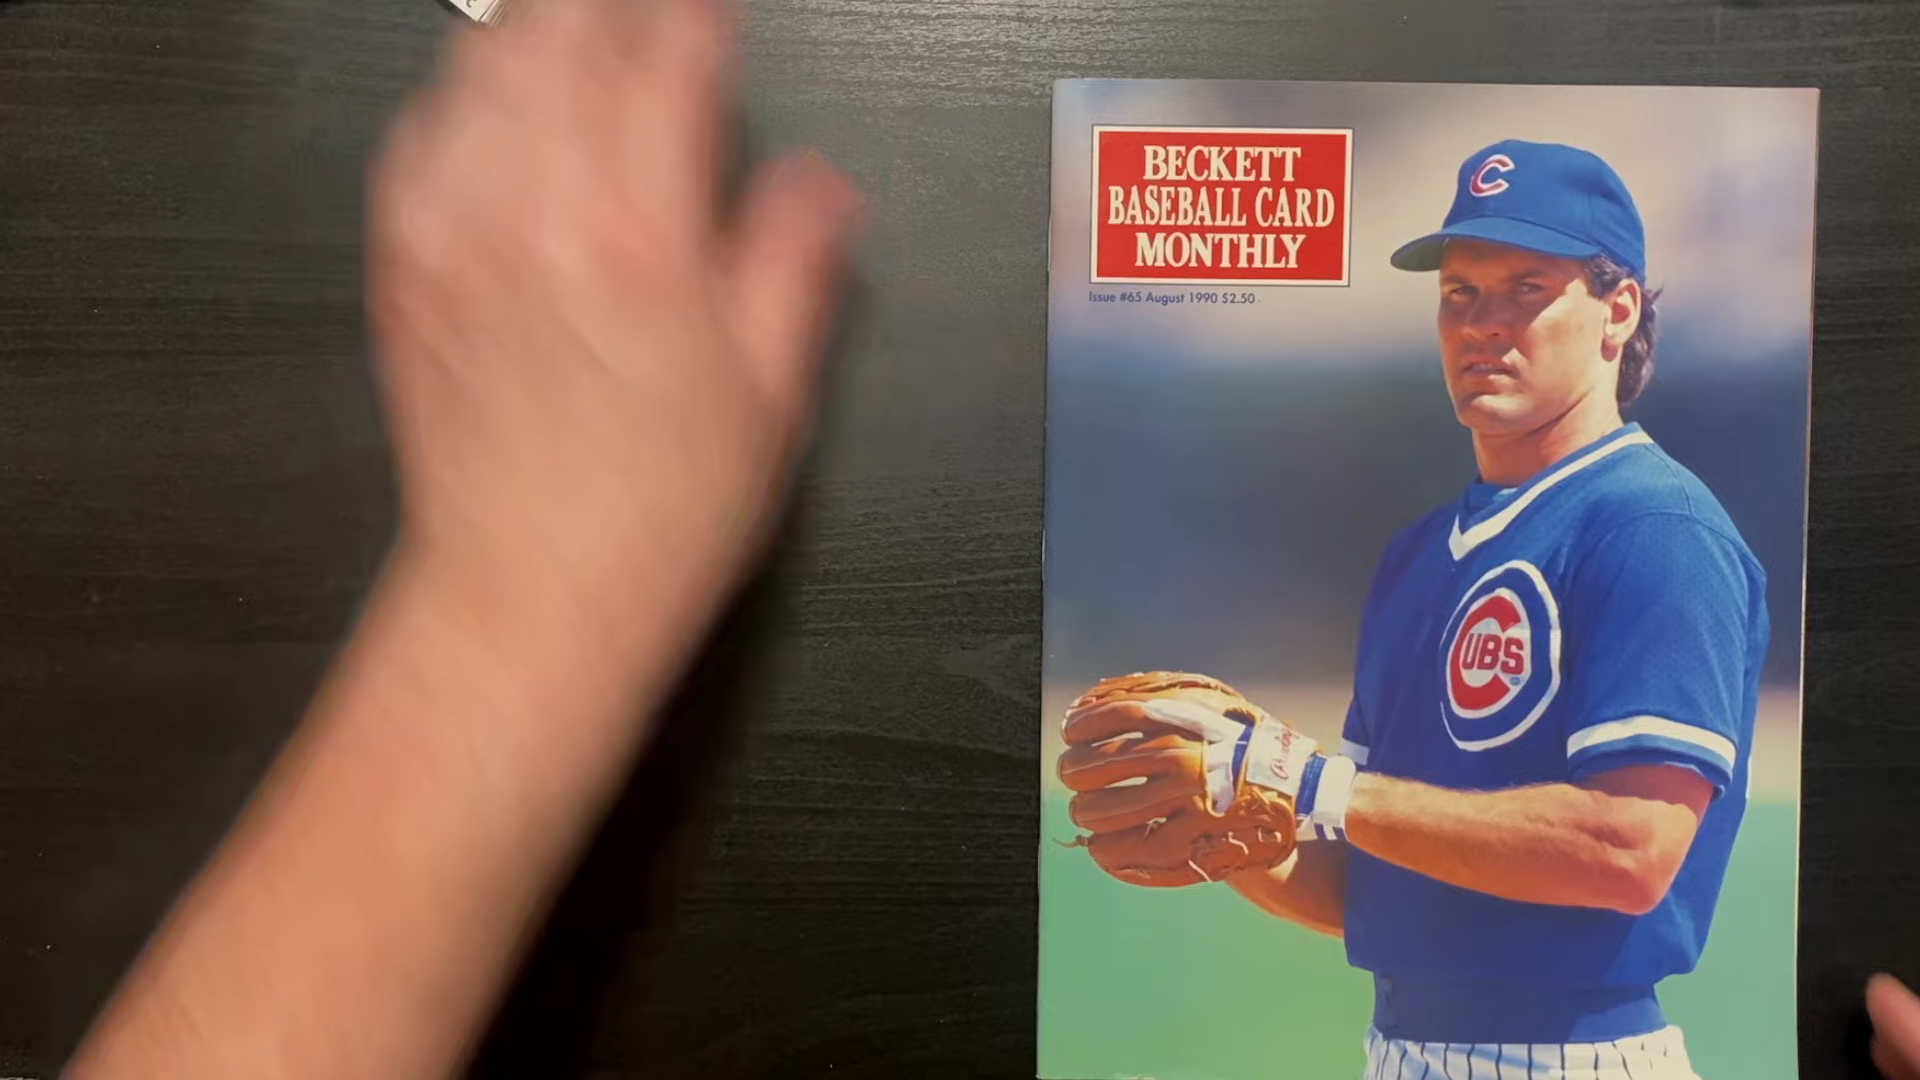 BECKETT
BASEBALL CARD
MONTHLY
Issue #65 August 1990 $2.50
C
CUBS